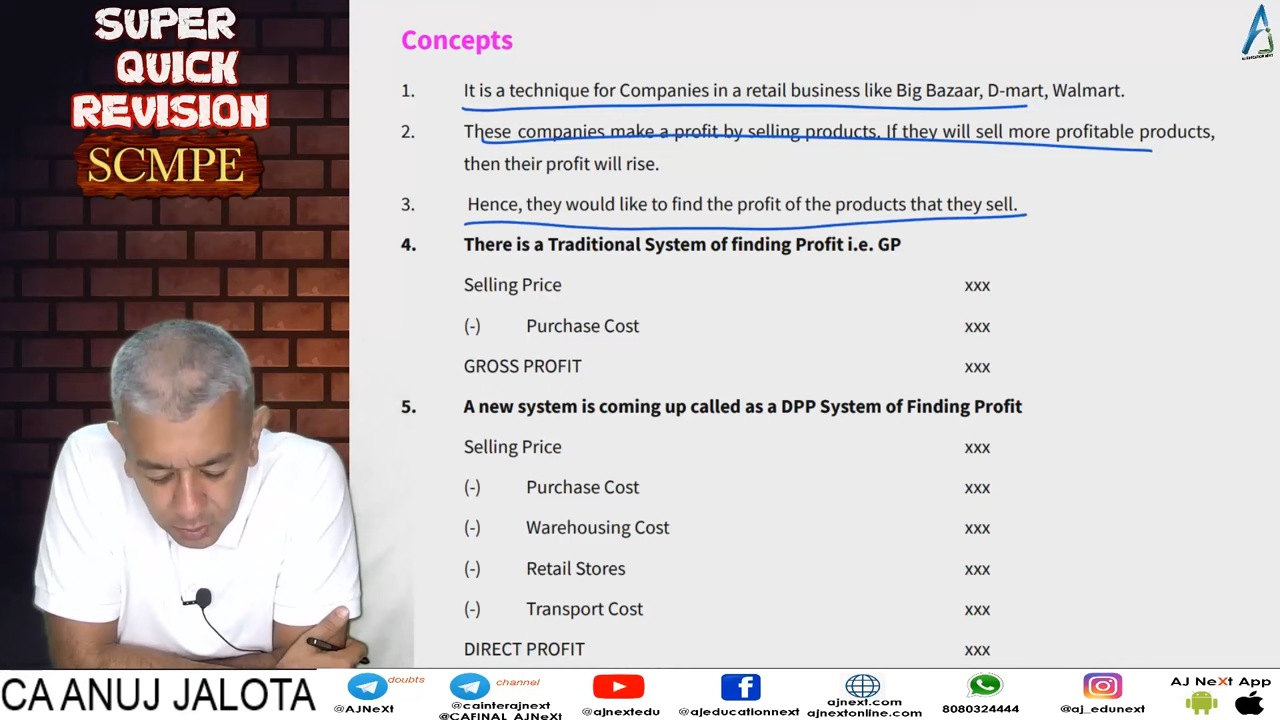 SUPER
QUICK
REVISION
SCMPE
Concepts
1. It is a technique for Companies in a retail business like Big Bazaar, D-mart, Walmart.
2. These companies make a profit by selling products. If they will sell more profitable products,
then their profit will rise.
3. Hence, they would like to find the profit of the products that they sell.
4. There is a Traditional System of finding Profit i.e. GP
Selling Price xxx
(-) Purchase Cost xxx
GROSS PROFIT xxx
5. A new system is coming up called as a DPP System of Finding Profit
Selling Price xxx
(-) Purchase Cost xxx
(-) Warehousing Cost xxx
(-) Retail Stores xxx
(-) Transport Cost xxx
DIRECT PROFIT xxx
CA ANUJ JALOTA
doubts
@AJNeXt
channel
@cainterajnext
@CAFINAL_AJNeXt
@ajnextedu
@ajeducationnext
ajnext.com
ajnextonline.com
8080324444
@aj_edunext
AJ NeXt App